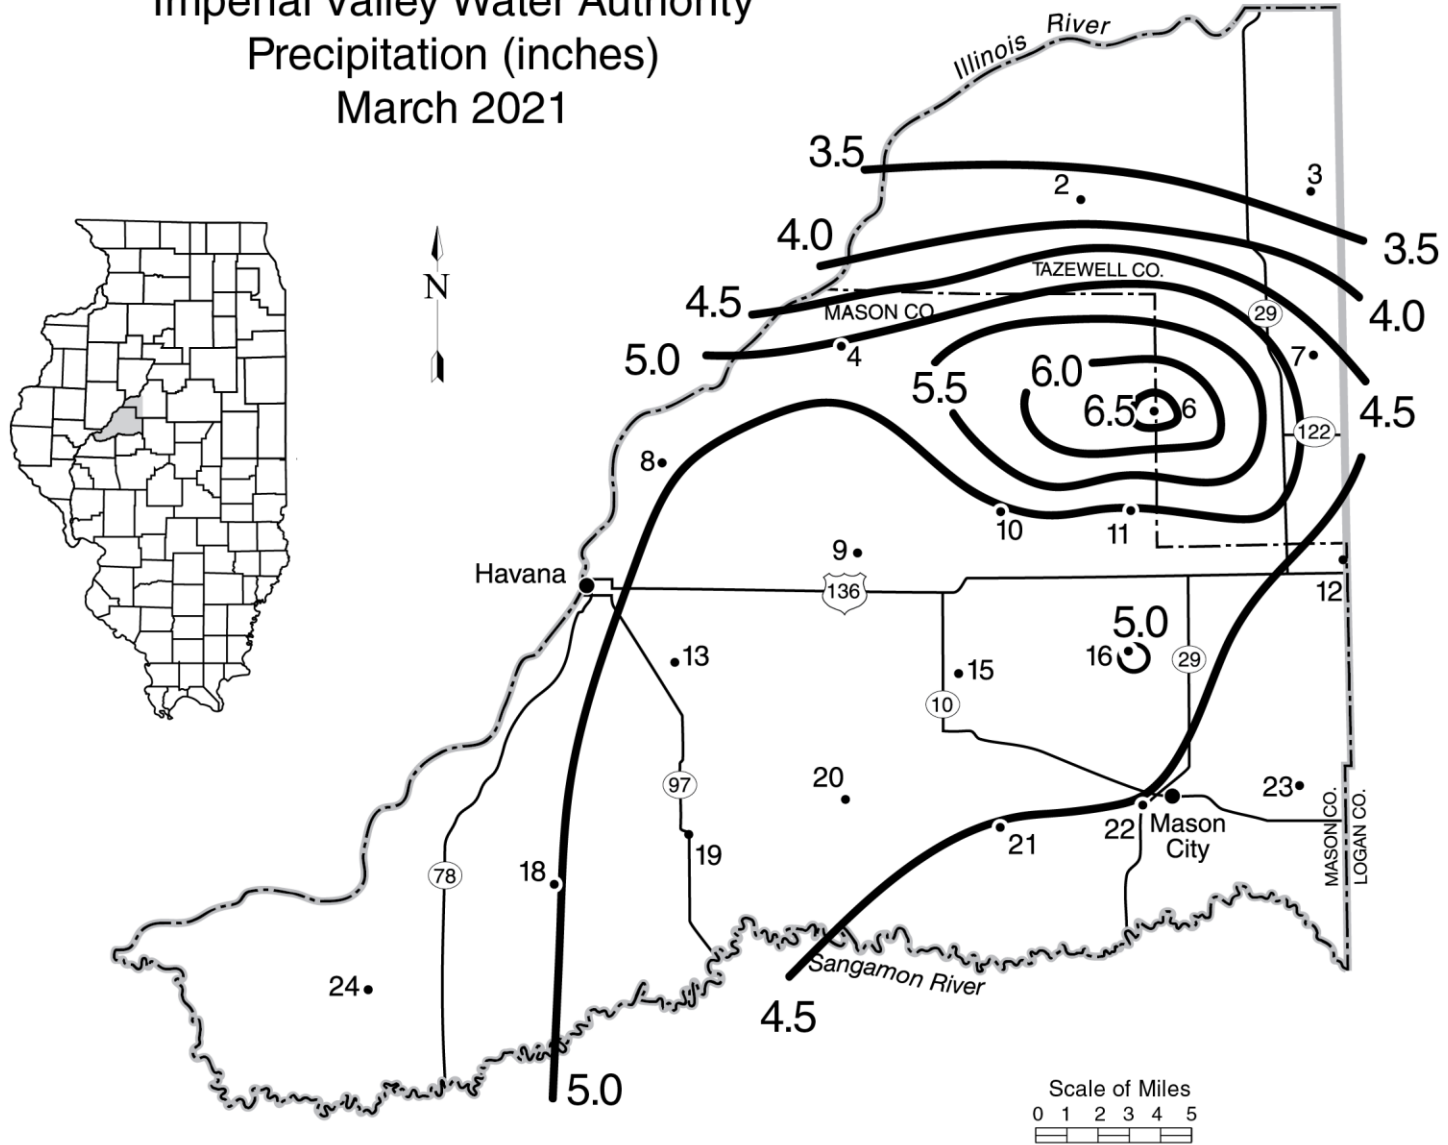 Imperial Valley Water Authority
Precipitation (inches)
March 2021
Illinois River
3.5
2
3
4.0
3.5
TAZEWELL CO.
N
4.5
MASON CO.
29
4.0
5.0
4
7
6.0
5.5
6.5
6
4.5
122
8
10
11
9
Havana
136
12
5.0
13
16
29
15
10
97
20
23
22
Mason
City
21
19
MASON CO.
LOGAN CO.
18
78
24
Sangamon River
4.5
5.0
Scale of Miles
0 1 2 3 4 5